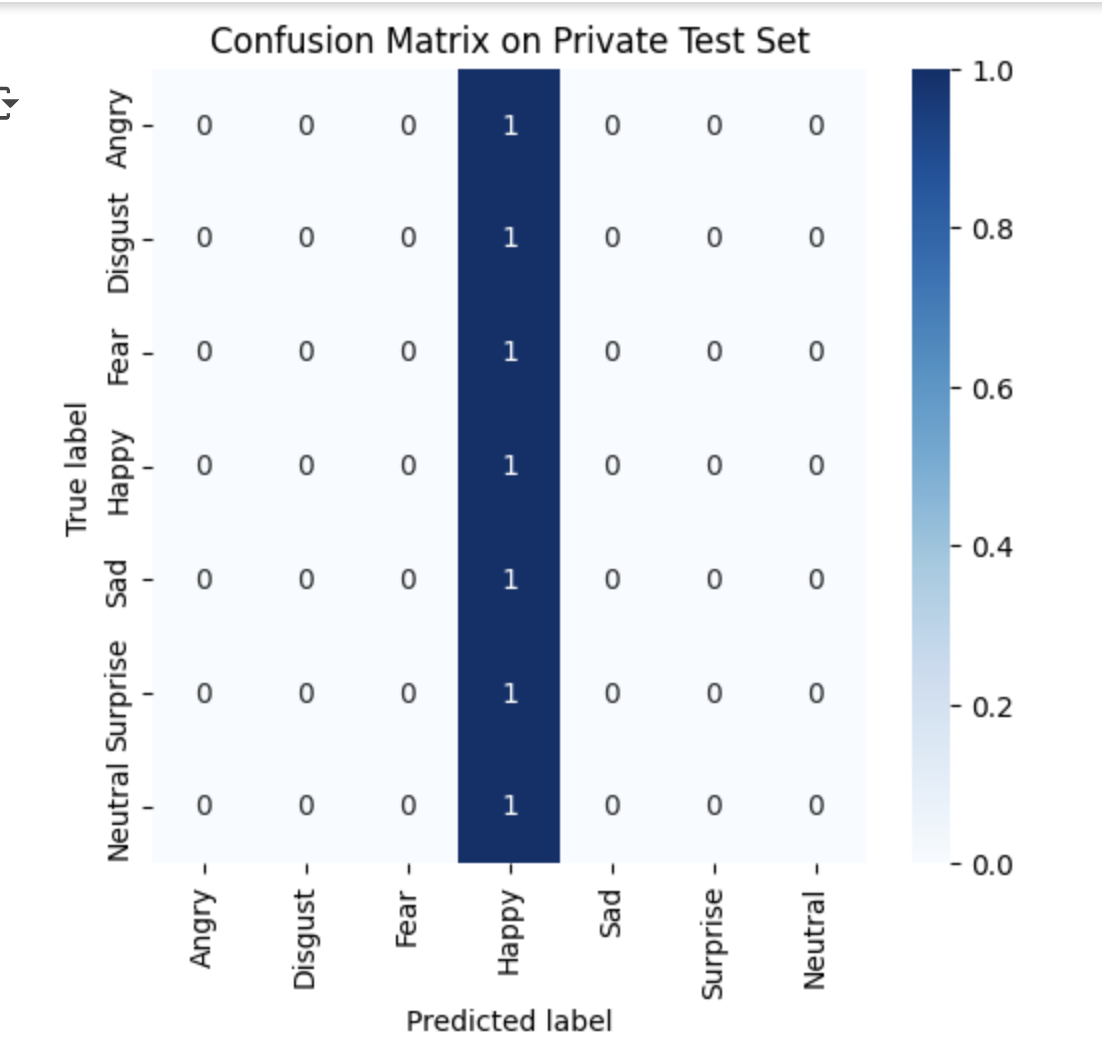 Confusion Matrix on Private Test Set
True label
Angry 0 0 0 1 0 0 0
Disgust 0 0 0 1 0 0 0
Fear 0 0 0 1 0 0 0
Happy 0 0 0 1 0 0 0
Sad 0 0 0 1 0 0 0
Surprise 0 0 0 1 0 0 0
Neutral 0 0 0 1 0 0 0
Angry Disgust Fear Happy Sad Surprise Neutral
Predicted label
1.0
0.8
0.6
0.4
0.2
0.0